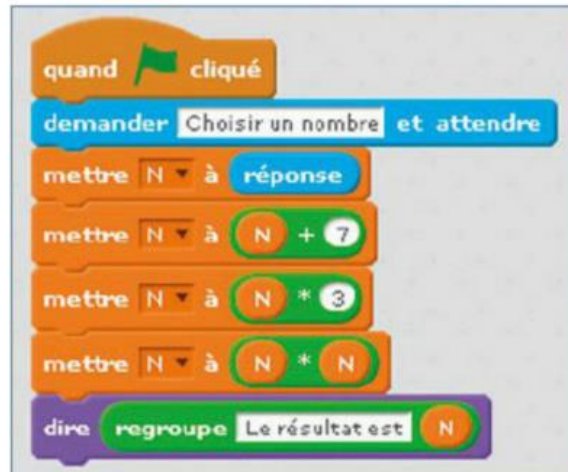 quand cliqué
demander Choisir un nombre et attendre
mettre N à réponse
mettre N à N + 7
mettre N à N * 3
mettre N à N * N
dire regroupe Le résultat est N